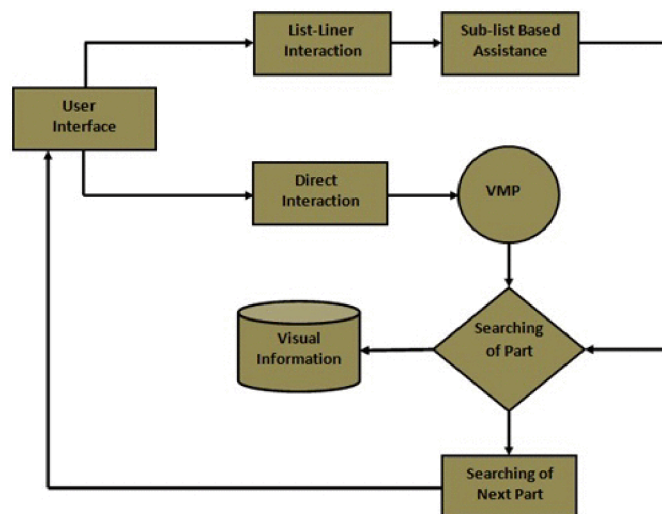 List-Liner
Interaction
Sub-list Based
Assistance
User
Interface
Direct
Interaction
VMP
Visual
Information
Searching
of Part
Searching of
Next Part